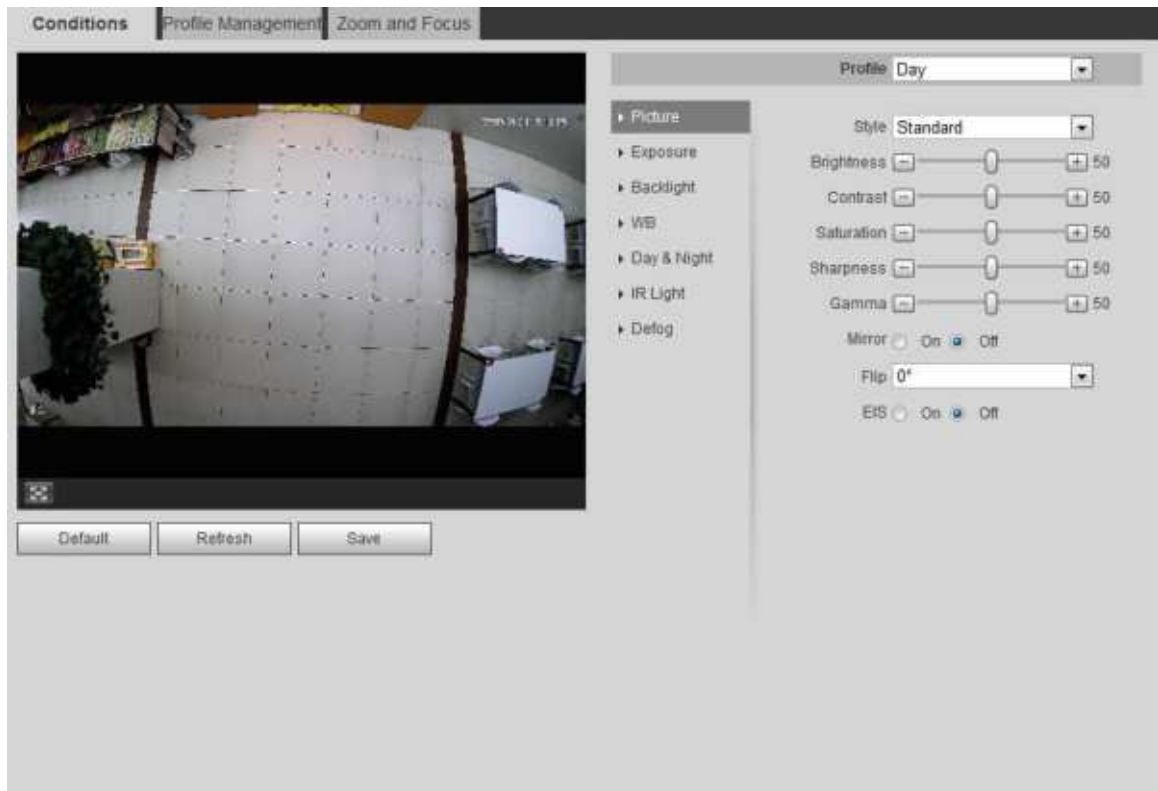 Conditions Profile Management Zoom and Focus
Profile Day
Picture
Exposure
Backlight
WB
Day & Night
IR Light
Defog
Style Standard
Brightness - + 50
Contrast - + 50
Saturation - + 50
Sharpness - + 50
Gamma - + 50
Mirror On Off
Flip 0°
EIS On Off
Default Refresh Save